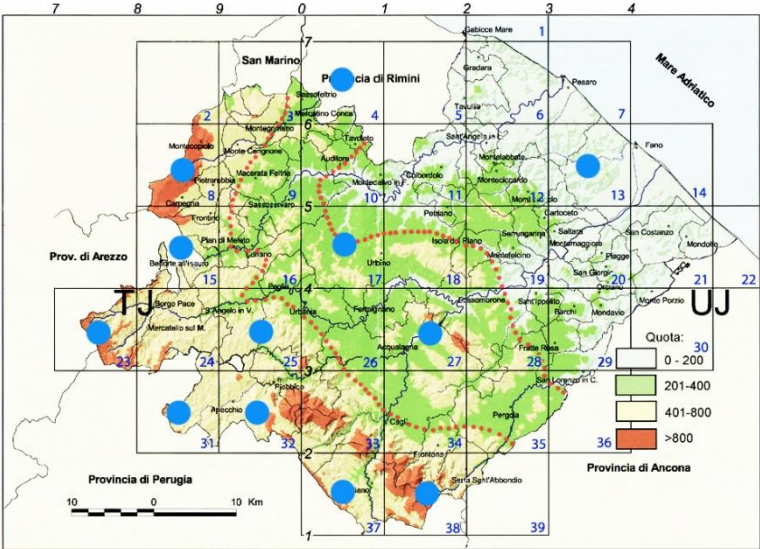 7 8 9 0 1 2 3 4
Gabicce Mare 1
7
San Marino
Gradara
Provincia di Rimini
Pesaro
Mare Adriatico
Sassofeltrio
Tavullia
2 3 Mercatino Conca 4 5 6 7
6
Montegrimano
Tavoleto
Sant'Angelo in L.
Montecopiolo
Monte Cerignone
Auditore
Montelabbate
Fano
Pietrarubbia
Macerata Feltria
Montecalvo in F.
Colbordolo
Monteciccardo
8 9 10 11 12 13 14
Carpegna
Sassocorvaro
Petriano
Cartoceto
5
Frontino
Serrungarina
Saltara
San Costanzo
Pian di Meleto
Isola del Piano
Montemaggiore
Mondolfo
Prov. di Arezzo
Belforte all'Isauro
Urbino
Montefelcino
Piagge
San Giorgio
15 16 17 18 19 20 21 22
Peglio
Orciano
4
TJ
Borgo Pace
Fossombrone
Sant'Ippolito
Monte Porzio
UJ
S.Angelo in V.
Urbania
Fermignano
Barchi
Mondavio
Mercatello sul M.
Acqualagna
Fratte Rosa
Quota:
23 24 25 26 27 28 29 30
0 - 200
3
San Lorenzo in C.
201-400
Piobbico
401-800
Apecchio
Pergola
Cagli
>800
31 32 33 34 35 36
2
Frontone
Provincia di Ancona
Provincia di Perugia
Serra Sant'Abbondio
10 0 10 Km
37 38 39
1